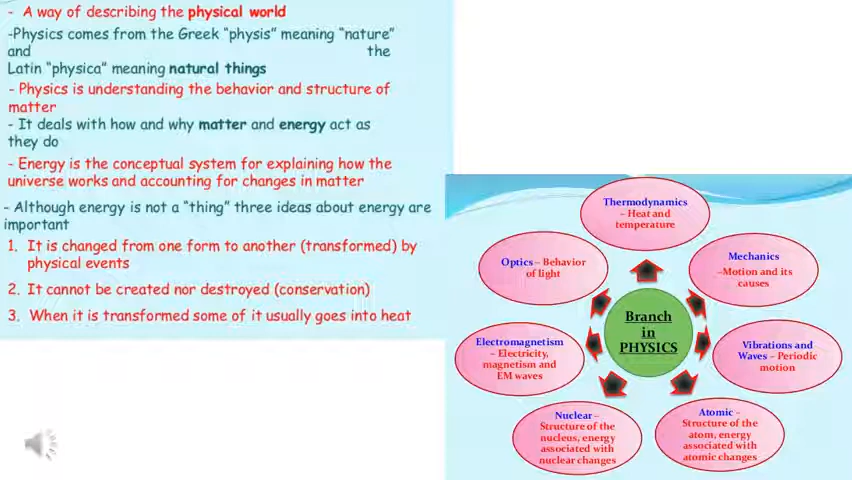 - A way of describing the physical world
-Physics comes from the Greek “physis” meaning “nature”
and the
Latin “physica” meaning natural things
- Physics is understanding the behavior and structure of
matter
- It deals with how and why matter and energy act as
they do
- Energy is the conceptual system for explaining how the
universe works and accounting for changes in matter
- Although energy is not a “thing” three ideas about energy are
important
1. It is changed from one form to another (transformed) by
physical events
2. It cannot be created nor destroyed (conservation)
3. When it is transformed some of it usually goes into heat
Thermodynamics
– Heat and
temperature
Mechanics
–Motion and its
causes
Vibrations and
Waves – Periodic
motion
Atomic –
Structure of the
atom, energy
associated with
atomic changes
Nuclear –
Structure of the
nucleus, energy
associated with
nuclear changes
Electromagnetism
– Electricity,
magnetism and
EM waves
Optics – Behavior
of light
Branch
in
PHYSICS